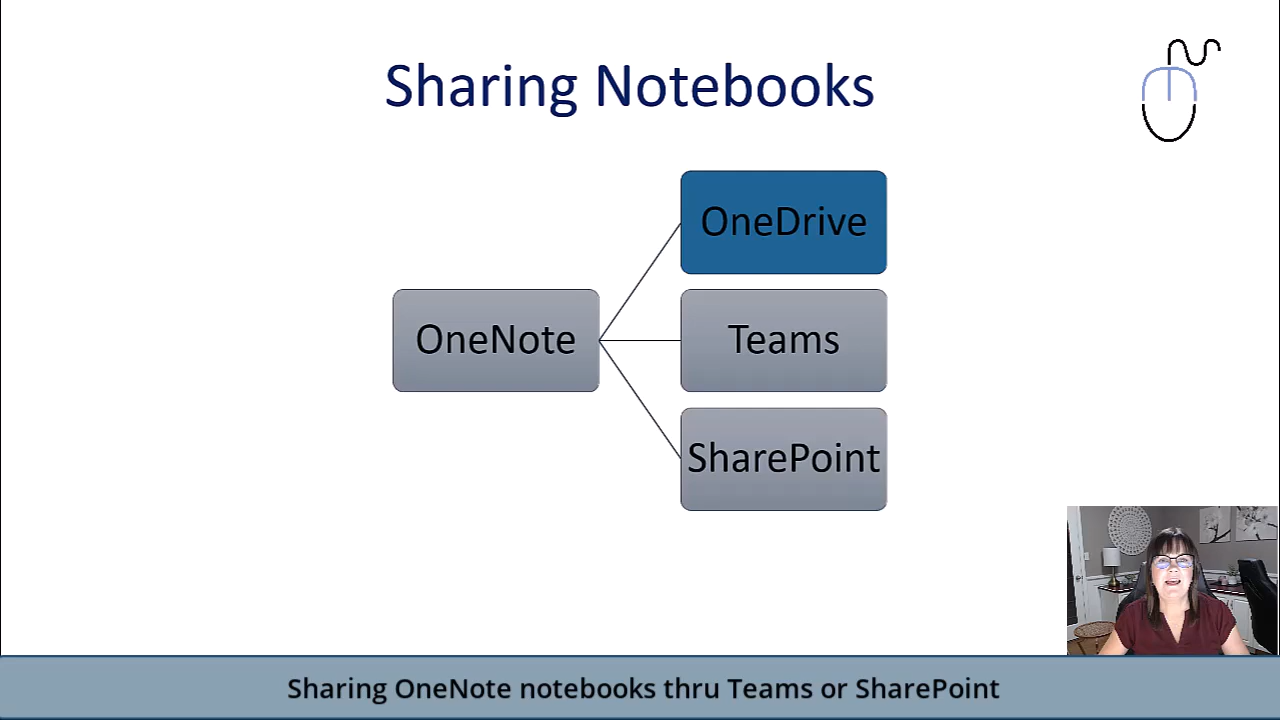 Sharing Notebooks
OneDrive
OneNote
Teams
SharePoint
Sharing OneNote notebooks thru Teams or SharePoint